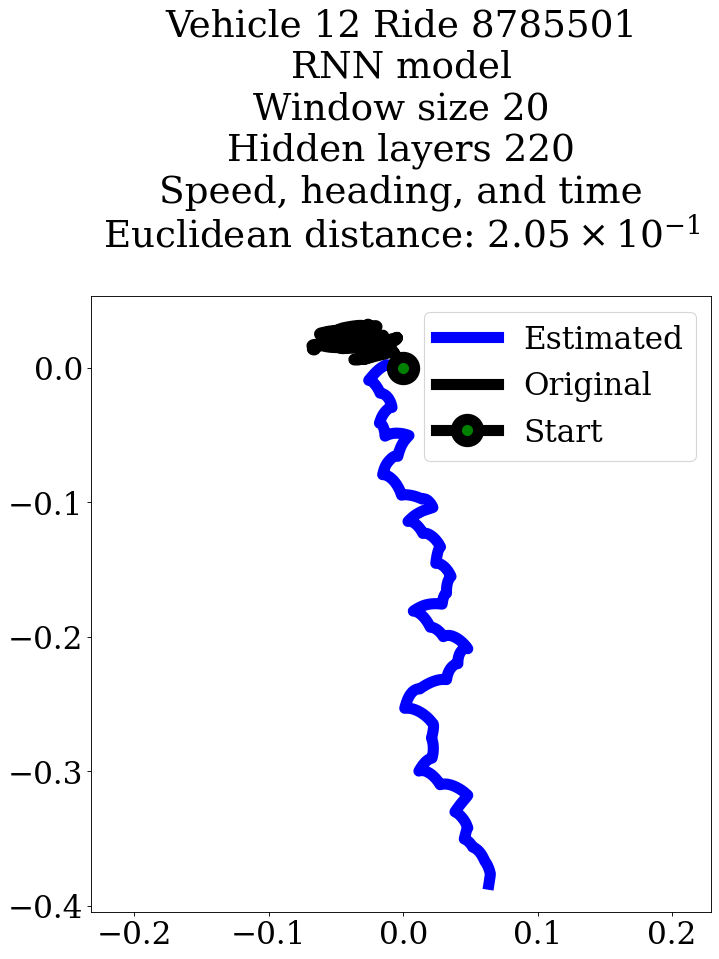 Vehicle 12 Ride 8785501
RNN model
Window size 20
Hidden layers 220
Speed, heading, and time
Euclidean distance: 2.05 × 10⁻¹
Estimated
Original
Start
0.0
−0.1
−0.2
−0.3
−0.4
−0.2
−0.1
0.0
0.1
0.2